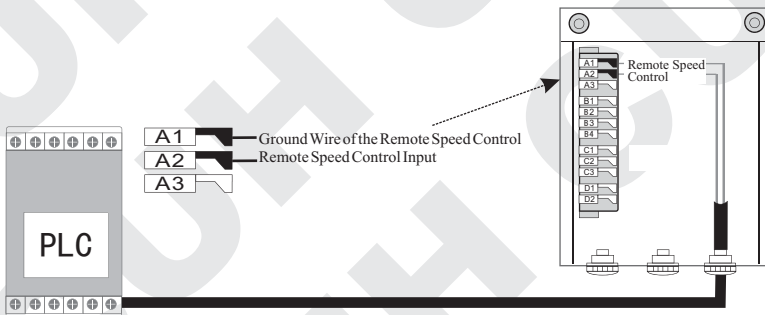 A1
A2
A3
Ground Wire of the Remote Speed Control
Remote Speed Control Input
PLC
A1
A2
A3
B1
B2
B3
B4
C1
C2
C3
D1
D2
Remote Speed
Control